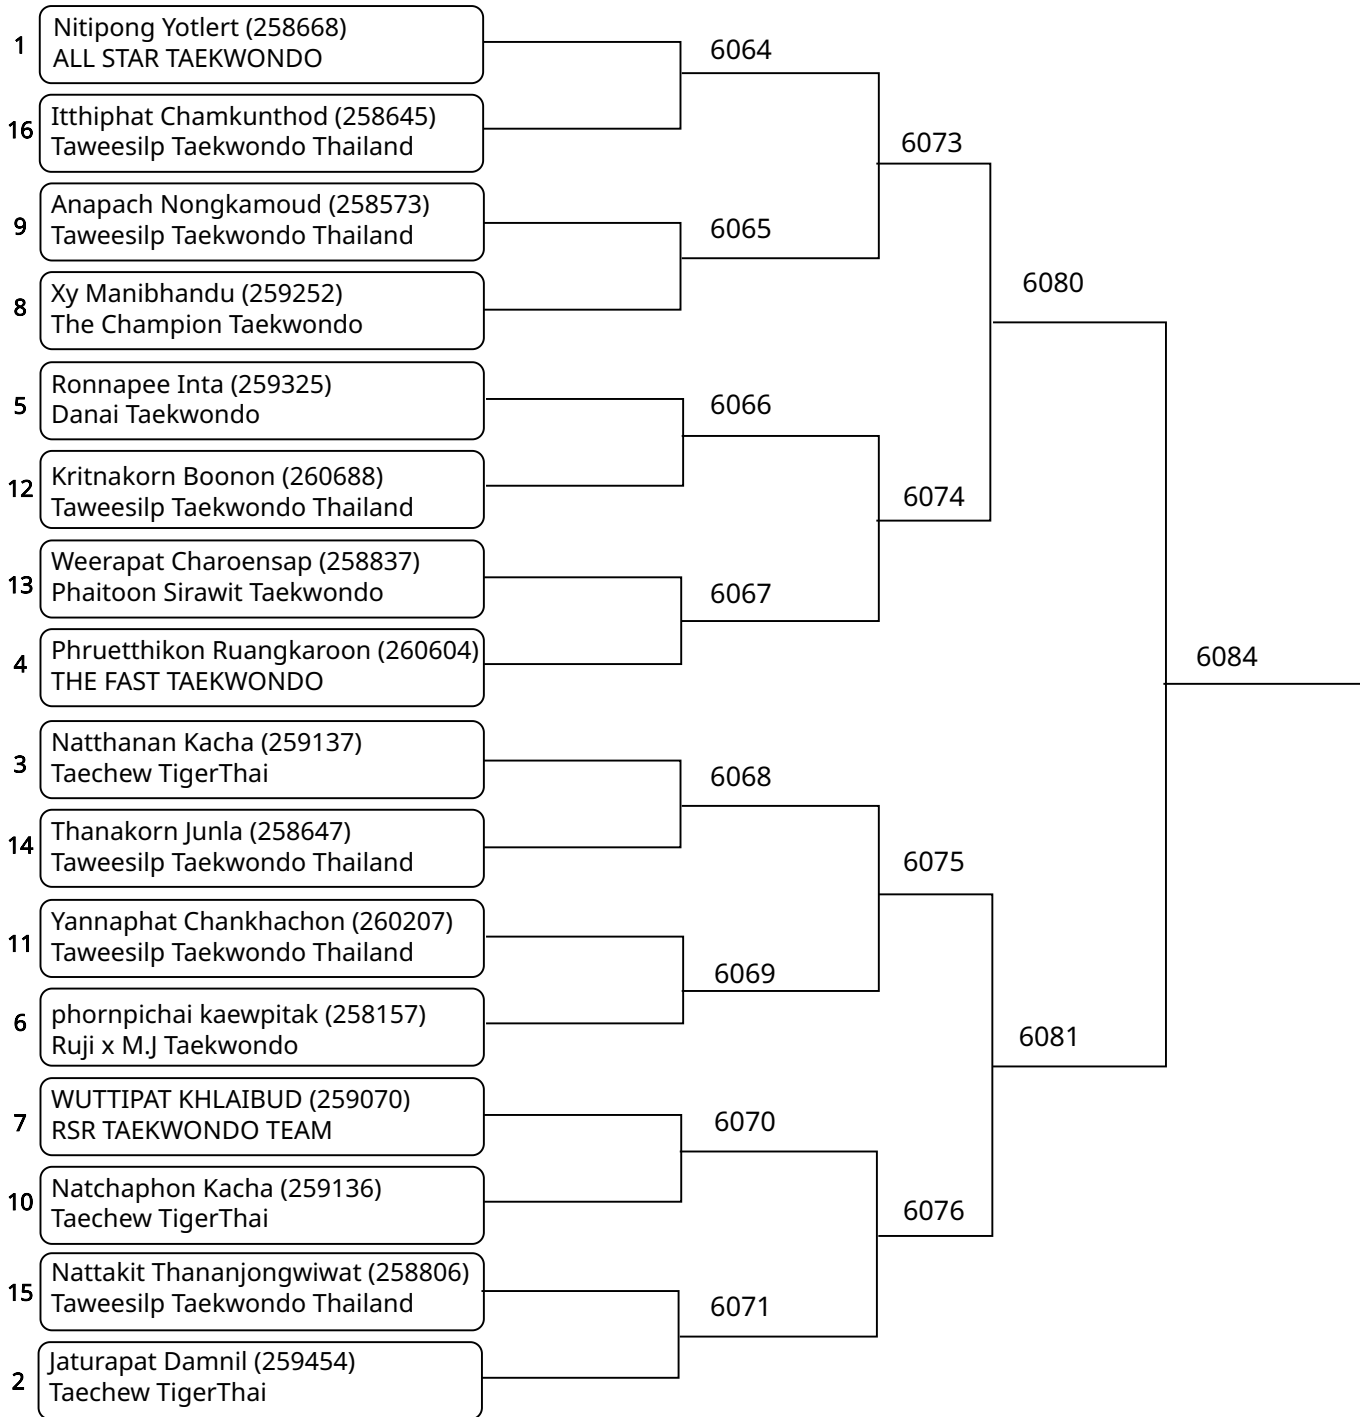 1
Nitipong Yotlert (258668)
ALL STAR TAEKWONDO
16
Itthiphat Chamkunthod (258645)
Taweesilp Taekwondo Thailand
9
Anapach Nongkamoud (258573)
Taweesilp Taekwondo Thailand
8
Xy Manibhandu (259252)
The Champion Taekwondo
5
Ronnapee Inta (259325)
Danai Taekwondo
12
Kritnakorn Boonon (260688)
Taweesilp Taekwondo Thailand
13
Weerapat Charoensap (258837)
Phaitoon Sirawit Taekwondo
4
Phruetthikon Ruangkaroon (260604)
THE FAST TAEKWONDO
3
Natthanan Kacha (259137)
Taechew TigerThai
14
Thanakorn Junla (258647)
Taweesilp Taekwondo Thailand
11
Yannaphat Chankhachon (260207)
Taweesilp Taekwondo Thailand
6
phornpichai kaewpitak (258157)
Ruji x M.J Taekwondo
7
WUTTIPAT KHLAIBUD (259070)
RSR TAEKWONDO TEAM
10
Natchaphon Kacha (259136)
Taechew TigerThai
15
Nattakit Thananjongwiwat (258806)
Taweesilp Taekwondo Thailand
2
Jaturapat Damnil (259454)
Taechew TigerThai
6064
6065
6066
6067
6068
6069
6070
6071
6073
6074
6075
6076
6080
6081
6084